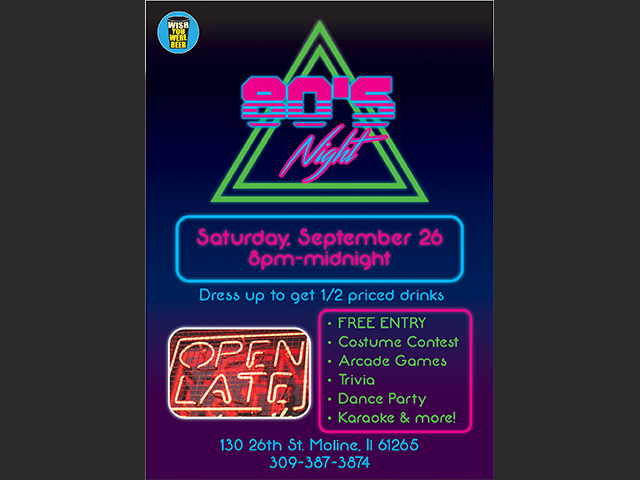 WISH
YOU
WERE
BEER
90's
Night
Saturday, September 26
8pm-midnight
Dress up to get 1/2 priced drinks
OPEN
LATE
• FREE ENTRY
• Costume Contest
• Arcade Games
• Trivia
• Dance Party
• Karaoke & more!
130 26th St. Moline, Il 61265
309-387-3874